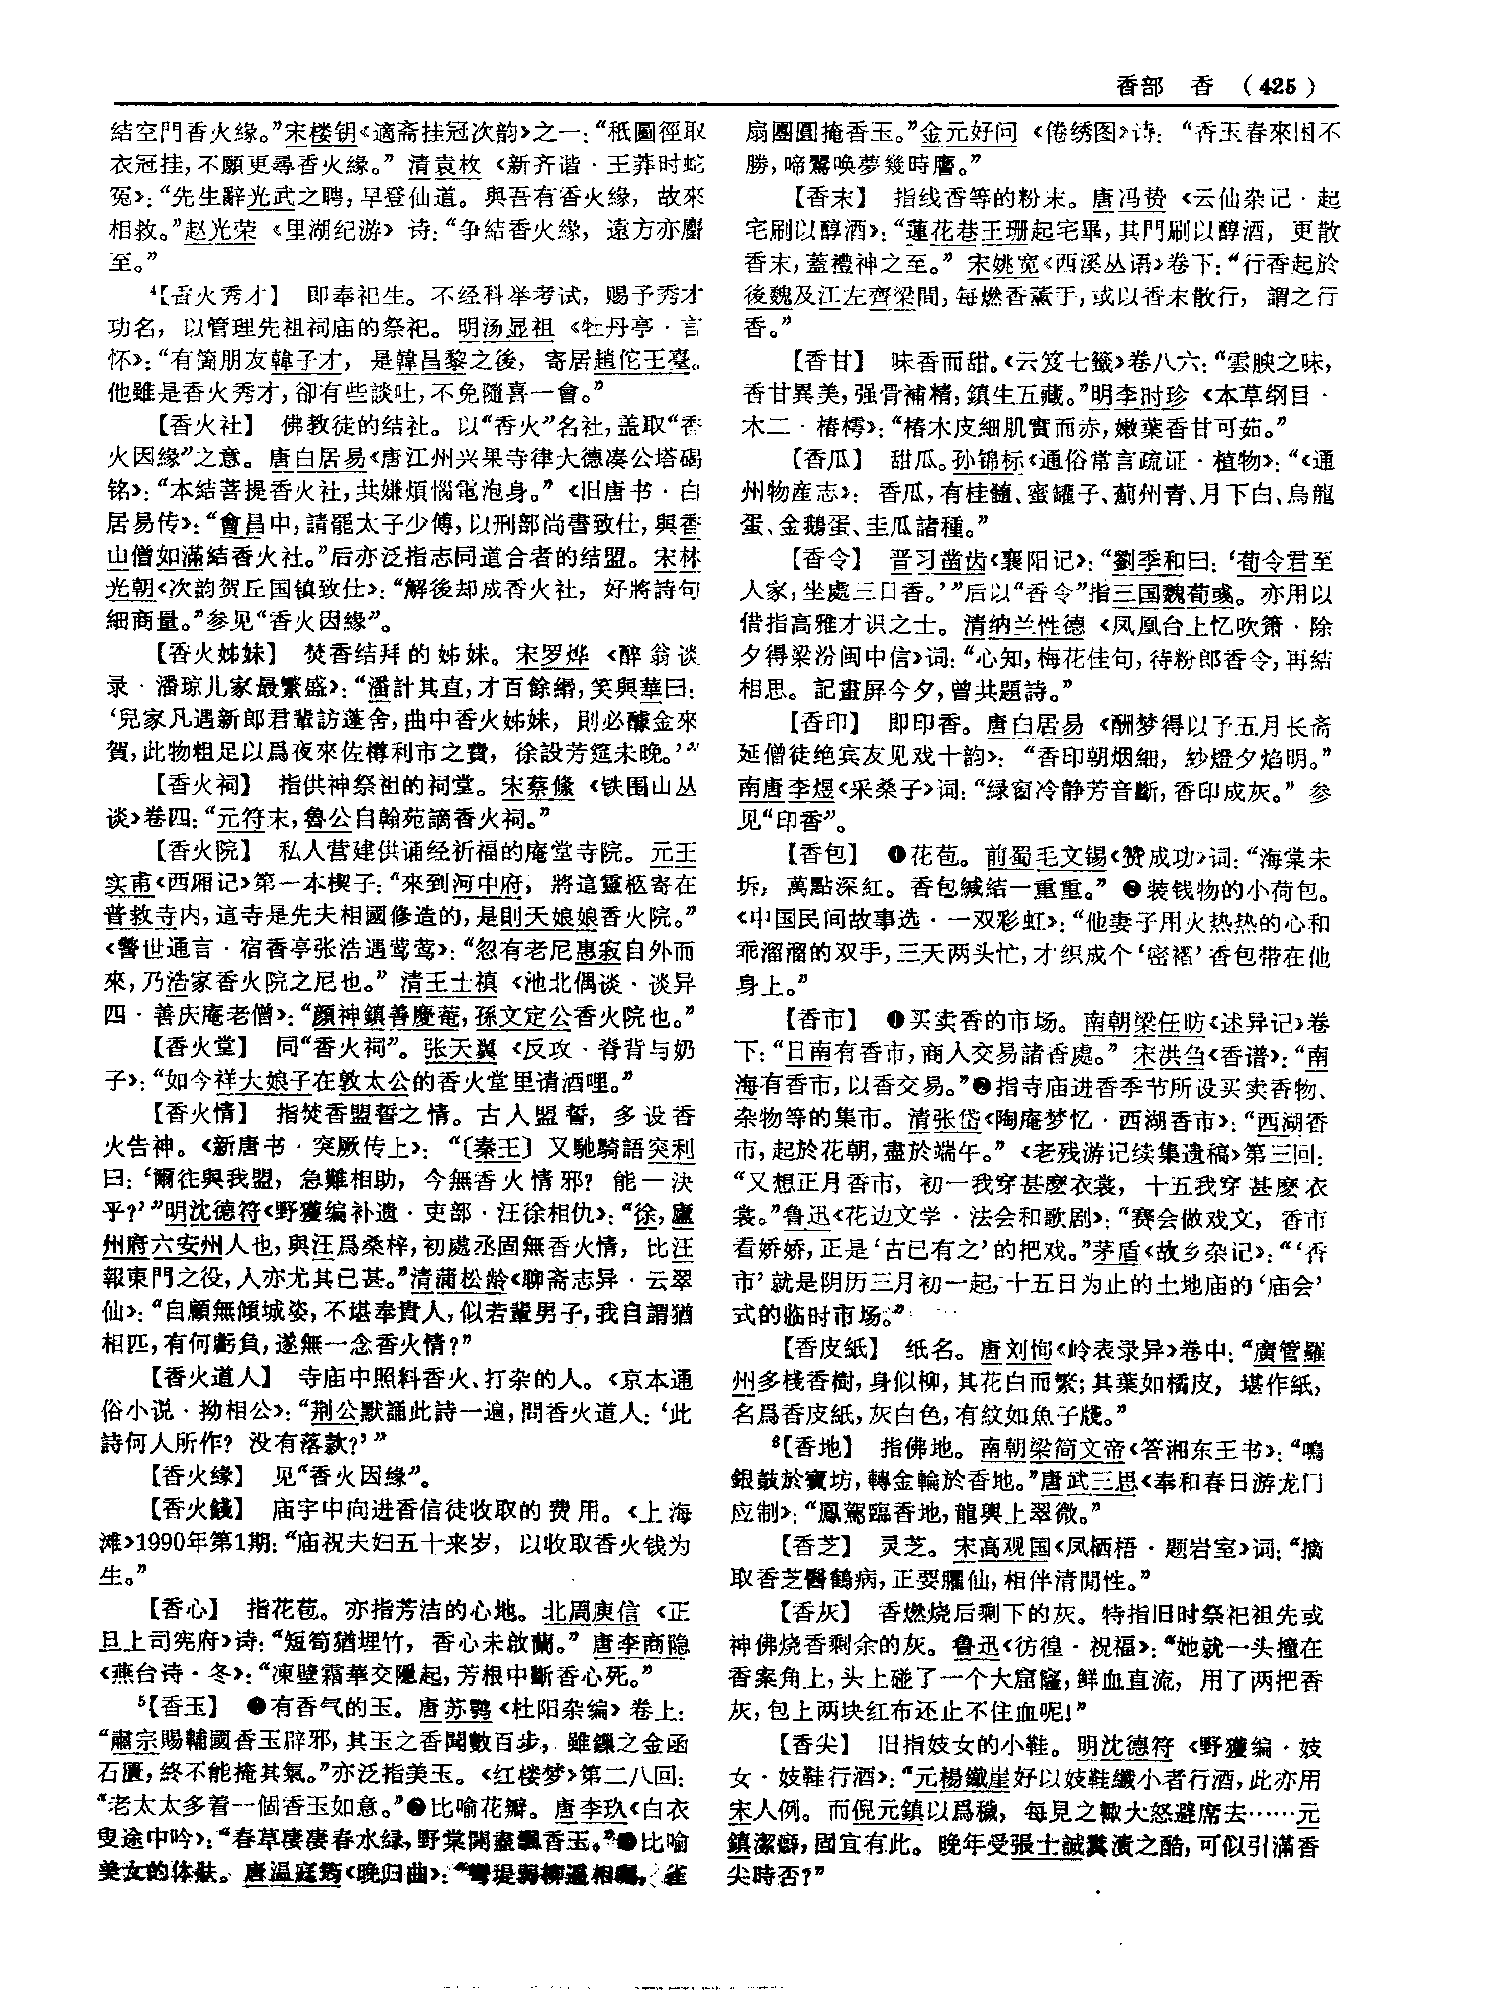 香部　香　（425）
結空門香火緣。”宋楼钥《適斋挂冠次韵》之一：“祇圖徑取
衣冠挂，不願更尋香火緣。” 清袁枚《新齐谐·王莽时蛇
冤》：“先生辭光武之聘，早登仙道。與吾有香火緣，故來
相救。”赵光荣《里湖纪游》诗：“争結香火緣，遠方亦麕
至。”
4【香火秀才】　即奉祀生。不经科举考试，赐予秀才
功名，以管理先祖祠庙的祭祀。明汤显祖《牡丹亭·言
怀》：“有箇朋友韓子才，是韓昌黎之後，寄居趙佗王臺。
他雖是香火秀才，卻有些談吐，不免隨喜一會。”
【香火社】　佛教徒的结社。以“香火”名社，盖取“香
火因緣”之意。唐白居易《唐江州兴果寺律大德凑公塔碣
铭》：“本結菩提香火社，共嫌煩惱電泡身。”《旧唐书·白
居易传》：“會昌中，請罷太子少傅，以刑部尚書致仕，與香
山僧如滿結香火社。”后亦泛指志同道合者的结盟。宋林
光朝《次韵贺丘国镇致仕》：“解後却成香火社，好將詩句
細商量。”参见“香火因緣”。
【香火姊妹】　焚香结拜的姊妹。宋罗烨《醉翁谈
录·潘琼儿家最繁盛》：“潘計其直，才百餘緡，笑與華曰：
‘兒家凡遇新郎君輩訪蓬舍，曲中香火姊妹，則必醵金來
賀，此物粗足以爲夜來佐樽利市之費，徐設芳筵未晚。’”
【香火祠】　指供神祭祖的祠堂。宋蔡絛《铁围山丛
谈》卷四：“元符末，魯公自翰苑謫香火祠。”
【香火院】　私人营建供诵经祈福的庵堂寺院。元王
实甫《西厢记》第一本楔子：“來到河中府，將這靈柩寄在
普救寺内，這寺是先夫相國修造的，是則天娘娘香火院。”
《警世通言·宿香亭张浩遇莺莺》：“忽有老尼惠寂自外而
來，乃浩家香火院之尼也。” 清王士禛《池北偶谈·谈异
四·善庆庵老僧》：“顔神鎮善慶菴，孫文定公香火院也。”
【香火堂】　同“香火祠”。张天翼《反攻·脊背与奶
子》：“如今祥大娘子在敦太公的香火堂里请酒哩。”
【香火情】　指焚香盟誓之情。古人盟誓，多设香
火告神。《新唐书·突厥传上》：“〔秦王〕又馳騎語突利
曰：‘爾往與我盟，急難相助，今無香火情邪？能一决
乎？’”明沈德符《野獲编补遗·吏部·汪徐相仇》：“徐，廬
州府六安州人也，與汪爲桑梓，初處丞固無香火情，比汪
報東門之役，人亦尤其已甚。”清蒲松龄《聊斋志异·云翠
仙》：“自顧無傾城姿，不堪奉貴人，似若輩男子，我自謂猶
相匹，有何虧負，遂無一念香火情？”
【香火道人】　寺庙中照料香火、打杂的人。《京本通
俗小说·拗相公》：“荆公默誦此詩一遍，問香火道人：‘此
詩何人所作？没有落款？’”
【香火緣】　见“香火因緣”。
【香火錢】　庙宇中向进香信徒收取的费用。《上海
滩》1990年第1期：“庙祝夫妇五十来岁，以收取香火钱为
生。”
【香心】　指花苞。亦指芳洁的心地。北周庾信《正
旦上司宪府》诗：“短筍猶埋竹，香心未啟蘭。” 唐李商隐
《燕台诗·冬》：“凍壁霜華交隱起，芳根中斷香心死。”
5【香玉】　❶有香气的玉。唐苏鹗《杜阳杂编》卷上：
“肅宗賜輔國香玉辟邪，其玉之香聞數百步，雖鏁之金函
石匱，終不能掩其氣。”亦泛指美玉。《红楼梦》第二八回：
“老太太多着一個香玉如意。”❷比喻花瓣。唐李玖《白衣
叟途中吟》：“春草凄凄春水緑，野棠開盡飄香玉。”❸比喻
美女的体肤。唐温庭筠《晚归曲》：“彎堤弱柳遥相矚，雀
扇團圓掩香玉。”金元好问《倦绣图》诗：“香玉春來困不
勝，啼鶯唤夢幾時譍。”
【香末】　指线香等的粉末。唐冯贽《云仙杂记·起
宅刷以醇酒》：“蓮花巷王珊起宅畢，其門刷以醇酒，更散
香末，蓋禮神之至。” 宋姚宽《西溪丛语》卷下：“行香起於
後魏及江左齊梁間，每燃香薰手，或以香末散行，謂之行
香。”
【香甘】　味香而甜。《云笈七籤》卷八六：“雲腴之味，
香甘異美，强骨補精，鎮生五藏。”明李时珍《本草纲目·
木二·椿樗》：“椿木皮細肌實而赤，嫩葉香甘可茹。”
【香瓜】　甜瓜。孙锦标《通俗常言疏证·植物》：“《通
州物産志》：香瓜，有桂髓、蜜罐子、薊州青、月下白、烏龍
蛋、金鵝蛋、圭瓜諸種。”
【香令】　晋习凿齿《襄阳记》：“劉季和曰：‘荀令君至
人家，坐處三日香。’”后以“香令”指三国魏荀彧。亦用以
借指高雅才识之士。清纳兰性德《凤凰台上忆吹箫·除
夕得梁汾闽中信》词：“心知，梅花佳句，待粉郎香令，再結
相思。記畫屏今夕，曾共題詩。”
【香印】　即印香。唐白居易《酬梦得以予五月长斋
延僧徒绝宾友见戏十韵》：“香印朝烟細，紗燈夕焰明。”
南唐李煜《采桑子》词：“緑窗冷静芳音斷，香印成灰。” 参
见“印香”。
【香包】　❶花苞。前蜀毛文锡《赞成功》词：“海棠未
坼，萬點深紅。香包緘結一重重。” ❷装钱物的小荷包。
《中国民间故事选·一双彩虹》：“他妻子用火热热的心和
乖溜溜的双手，三天两头忙，才织成个‘密褶’香包带在他
身上。”
【香市】　❶买卖香的市场。南朝梁任昉《述异记》卷
下：“日南有香市，商人交易諸香處。” 宋洪刍《香谱》：“南
海有香市，以香交易。”❷指寺庙进香季节所设买卖香物、
杂物等的集市。清张岱《陶庵梦忆·西湖香市》：“西湖香
市，起於花朝，盡於端午。”《老残游记续集遗稿》第三回：
“又想正月香市，初一我穿甚麽衣裳，十五我穿甚麽衣
裳。”鲁迅《花边文学·法会和歌剧》：“赛会做戏文，香市
看娇娇，正是‘古已有之’的把戏。”茅盾《故乡杂记》：“‘香
市’就是阴历三月初一起，十五日为止的土地庙的‘庙会’
式的临时市场。”
【香皮紙】　纸名。唐刘恂《岭表录异》卷中：“廣管羅
州多栈香樹，身似柳，其花白而繁；其葉如橘皮，堪作紙，
名爲香皮紙，灰白色，有紋如魚子牋。”
6【香地】　指佛地。南朝梁简文帝《答湘东王书》：“鳴
銀鼓於寶坊，轉金輪於香地。”唐武三思《奉和春日游龙门
应制》：“鳳駕臨香地，龍輿上翠微。”
【香芝】　灵芝。宋高观国《凤栖梧·题岩室》词：“摘
取香芝醫鶴病，正要臞仙，相伴清閒性。”
【香灰】　香燃烧后剩下的灰。特指旧时祭祀祖先或
神佛烧香剩余的灰。鲁迅《彷徨·祝福》：“她就一头撞在
香案角上，头上碰了一个大窟窿，鲜血直流，用了两把香
灰，包上两块红布还止不住血呢！”
【香尖】　旧指妓女的小鞋。明沈德符《野獲编·妓
女·妓鞋行酒》：“元楊鐵崖好以妓鞋纖小者行酒，此亦用
宋人例。而倪元鎮以爲穢，每見之輒大怒避席去……元
鎮潔癖，固宜有此。晚年受張士誠糞漬之酷，可似引滿香
尖時否？”